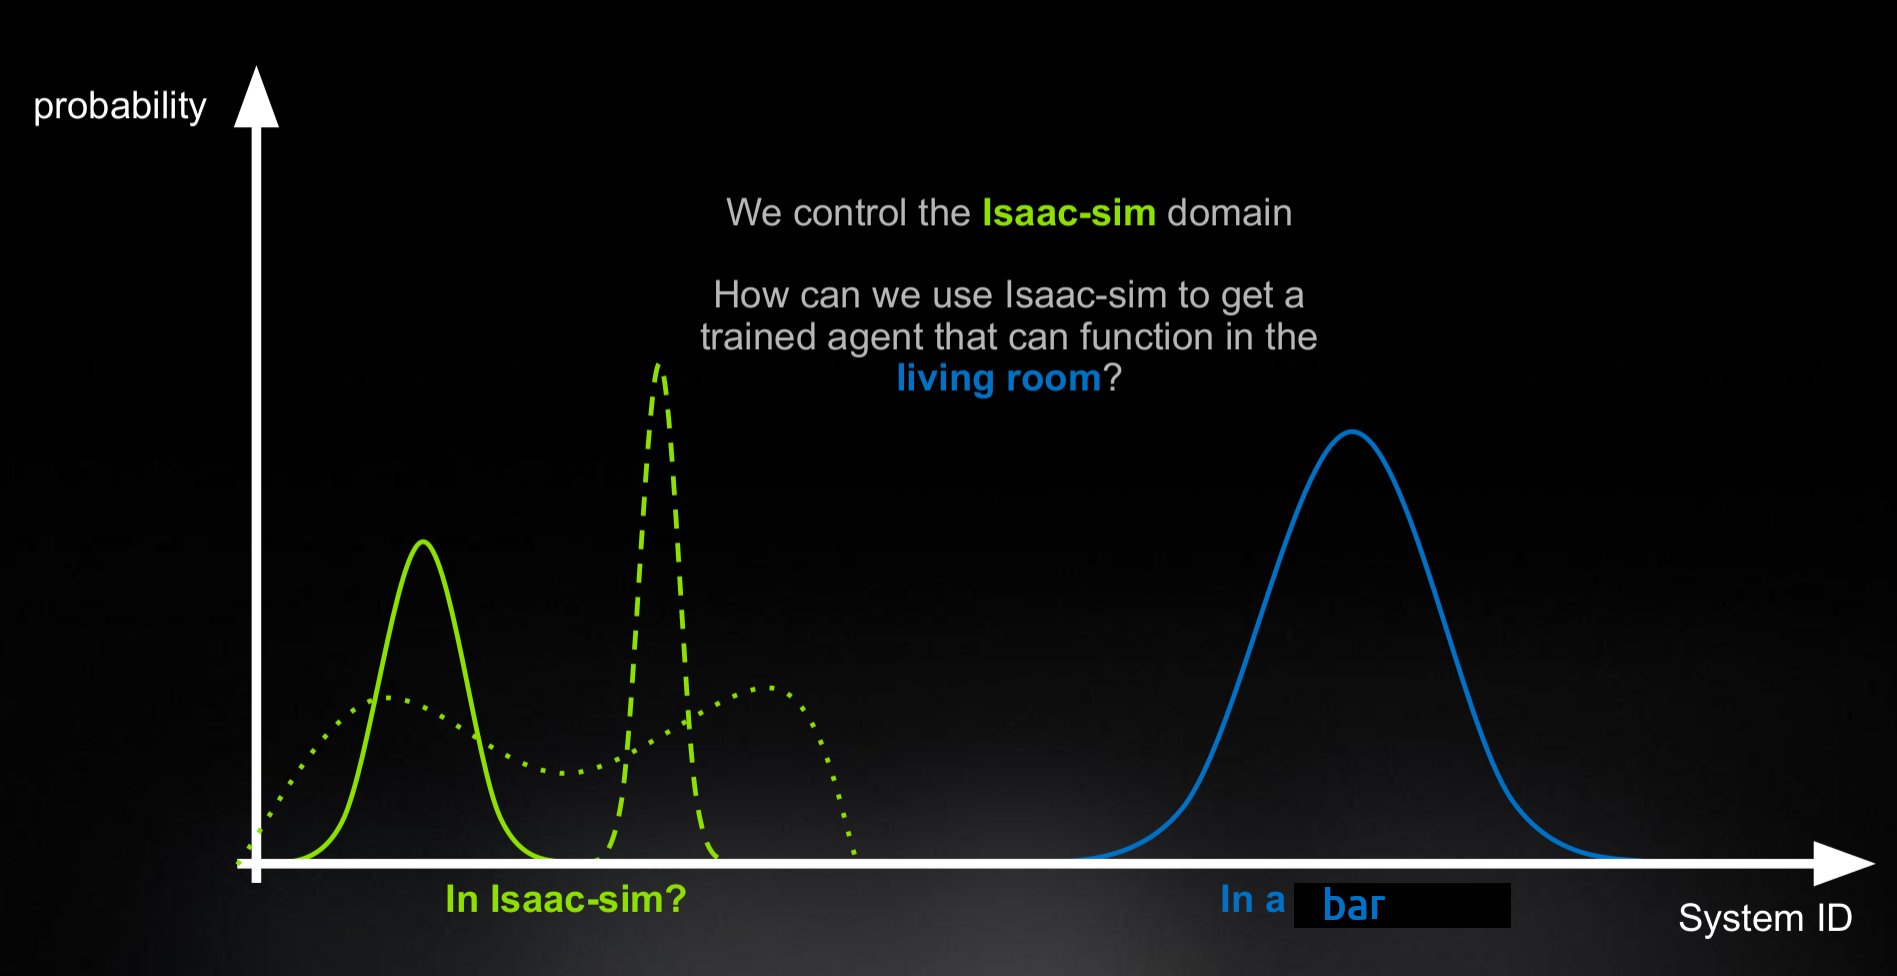 probability
We control the Isaac-sim domain
How can we use Isaac-sim to get a
trained agent that can function in the
living room?
In Isaac-sim?
In a bar
System ID